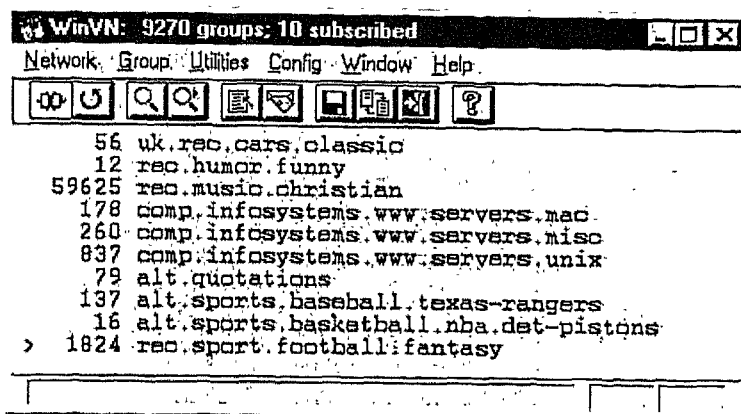 WinVN: 9270 groups; 10 subscribed
Network Group Utilities Config Window Help
?
56 uk.rec.cars.classic
12 rec.humor.funny
59625 rec.music.christian
178 comp.infosystems.www.servers.mac
260 comp.infosystems.www.servers.misc
837 comp.infosystems.www.servers.unix
79 alt.quotations
137 alt.sports.baseball.texas-rangers
16 alt.sports.basketball.nba.det-pistons
> 1824 rec.sport.football.fantasy